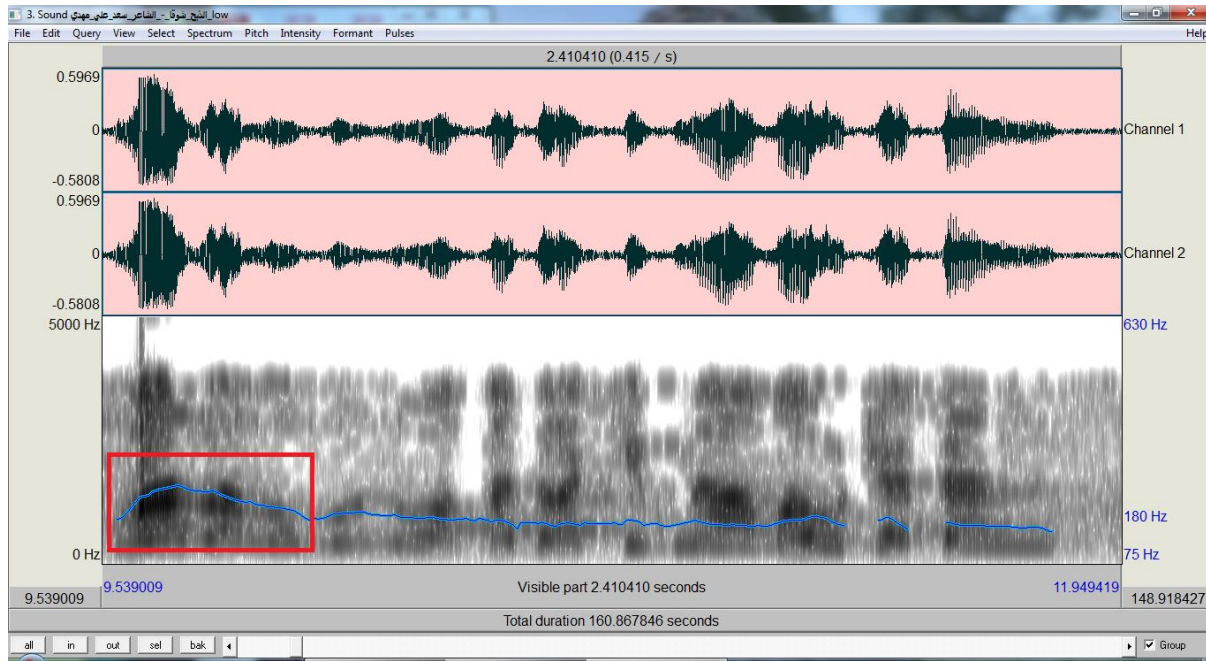 3. Sound الشاعر_سعد_علي_مهدي_low
File Edit Query View Select Spectrum Pitch Intensity Formant Pulses Help
2.410410 (0.415 / s)
0.5969
0
-0.5808
Channel 1
0.5969
0
-0.5808
Channel 2
5000 Hz
630 Hz
180 Hz
0 Hz
75 Hz
9.539009
9.539009 Visible part 2.410410 seconds 11.949419
148.918427
Total duration 160.867846 seconds
all in out sel bak Group